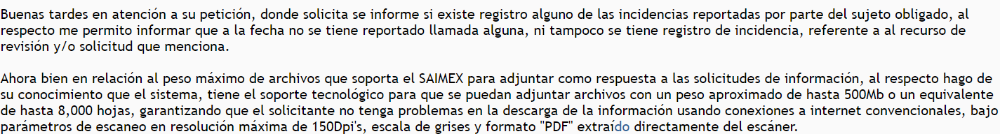 Buenas tardes en atención a su petición, donde solicita se informe si existe registro alguno de las incidencias reportadas por parte del sujeto obligado, al
respecto me permito informar que a la fecha no se tiene reportado llamada alguna, ni tampoco se tiene registro de incidencia, referente a al recurso de
revisión y/o solicitud que menciona.
Ahora bien en relación al peso máximo de archivos que soporta el SAIMEX para adjuntar como respuesta a las solicitudes de información, al respecto hago de
su conocimiento que el sistema, tiene el soporte tecnológico para que se puedan adjuntar archivos con un peso aproximado de hasta 500Mb o un equivalente
de hasta 8,000 hojas, garantizando que el solicitante no tenga problemas en la descarga de la información usando conexiones a internet convencionales, bajo
parámetros de escaneo en resolución máxima de 150Dpi's, escala de grises y formato "PDF" extraído directamente del escáner.